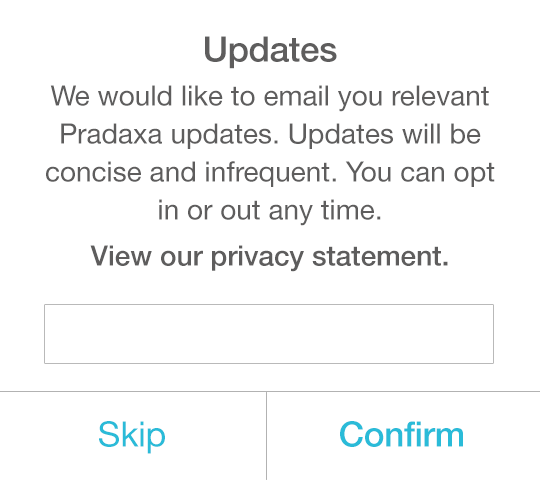 Updates
We would like to email you relevant
Pradaxa updates. Updates will be
concise and infrequent. You can opt
in or out any time.
View our privacy statement.
Skip
Confirm